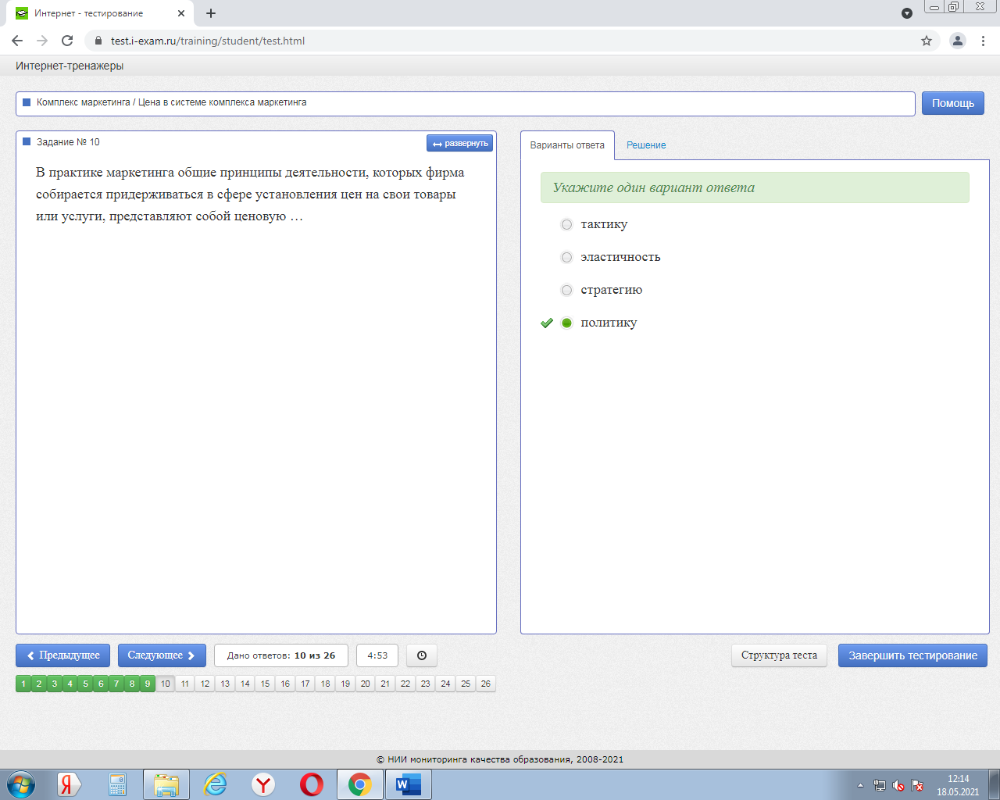 Интернет - тестирование
test.i-exam.ru/training/student/test.html
Интернет-тренажеры
Комплекс маркетинга / Цена в системе комплекса маркетинга
Помощь
Задание № 10
развернуть
В практике маркетинга общие принципы деятельности, которых фирма
собирается придерживаться в сфере установления цен на свои товары
или услуги, представляют собой ценовую …
Варианты ответа
Решение
Укажите один вариант ответа
тактику
эластичность
стратегию
политику
Предыдущее
Следующее
Дано ответов: 10 из 26
4:53
Структура теста
Завершить тестирование
1 2 3 4 5 6 7 8 9 10 11 12 13 14 15 16 17 18 19 20 21 22 23 24 25 26
© НИИ мониторинга качества образования, 2008-2021
12:14
18.05.2021